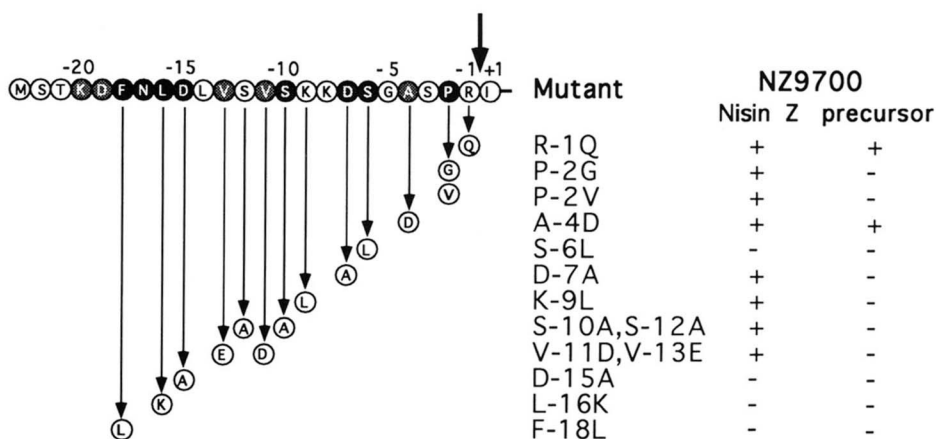 -20 -15 -10 -5 -1 +1
M S T K D F N L D L V S V S K K D S G A S P R I
Q
G
V
D
L
A
L
A A
E D
A
K
L
Mutant NZ9700
Nisin Z precursor
R-1Q + +
P-2G + -
P-2V + -
A-4D + +
S-6L - -
D-7A + -
K-9L + -
S-10A,S-12A + -
V-11D,V-13E + -
D-15A - -
L-16K - -
F-18L - -